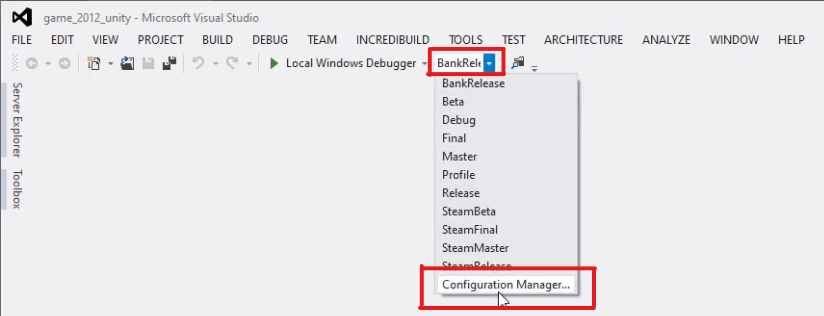 game_2012_unity - Microsoft Visual Studio
FILE EDIT VIEW PROJECT BUILD DEBUG TEAM INCREDIBUILD TOOLS TEST ARCHITECTURE ANALYZE WINDOW HELP
Local Windows Debugger BankRele
Server Explorer
Toolbox
BankRelease
Beta
Debug
Final
Master
Profile
Release
SteamBeta
SteamFinal
SteamMaster
SteamRelease
Configuration Manager...